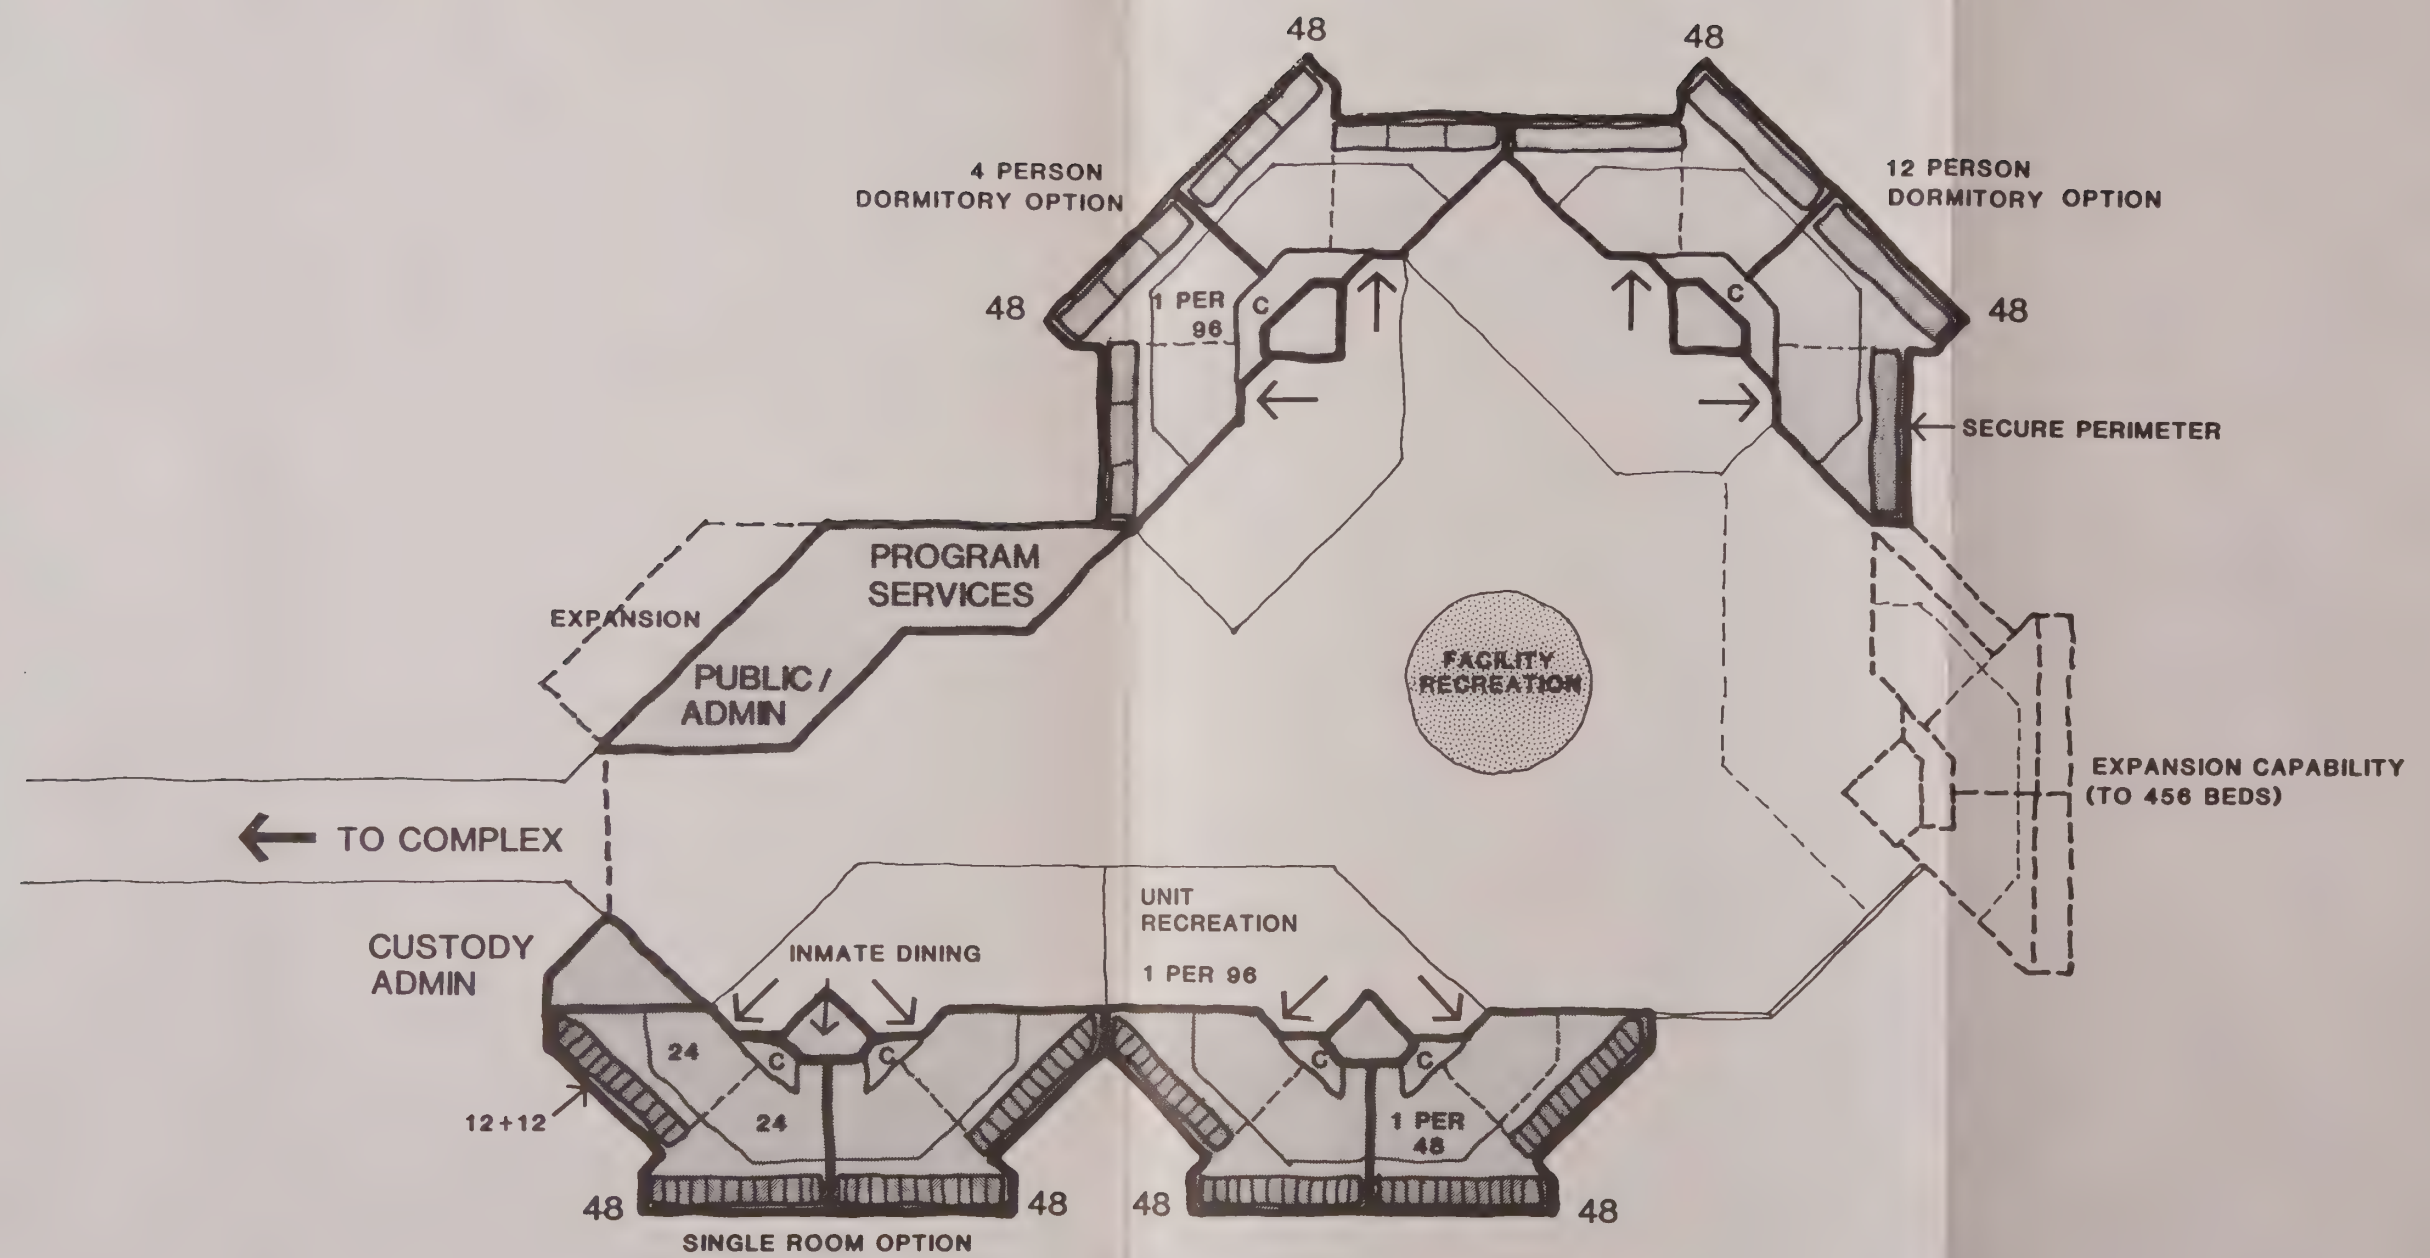 48
48
4 PERSON
DORMITORY OPTION
12 PERSON
DORMITORY OPTION
48
1 PER
96
C
C
48
SECURE PERIMETER
PROGRAM
SERVICES
EXPANSION
PUBLIC/
ADMIN
FACILITY
RECREATION
EXPANSION CAPABILITY
(TO 456 BEDS)
TO COMPLEX
CUSTODY
ADMIN
INMATE DINING
UNIT
RECREATION
1 PER 96
24
C
C
C
C
12+12
24
1 PER
48
48
48
48
48
SINGLE ROOM OPTION